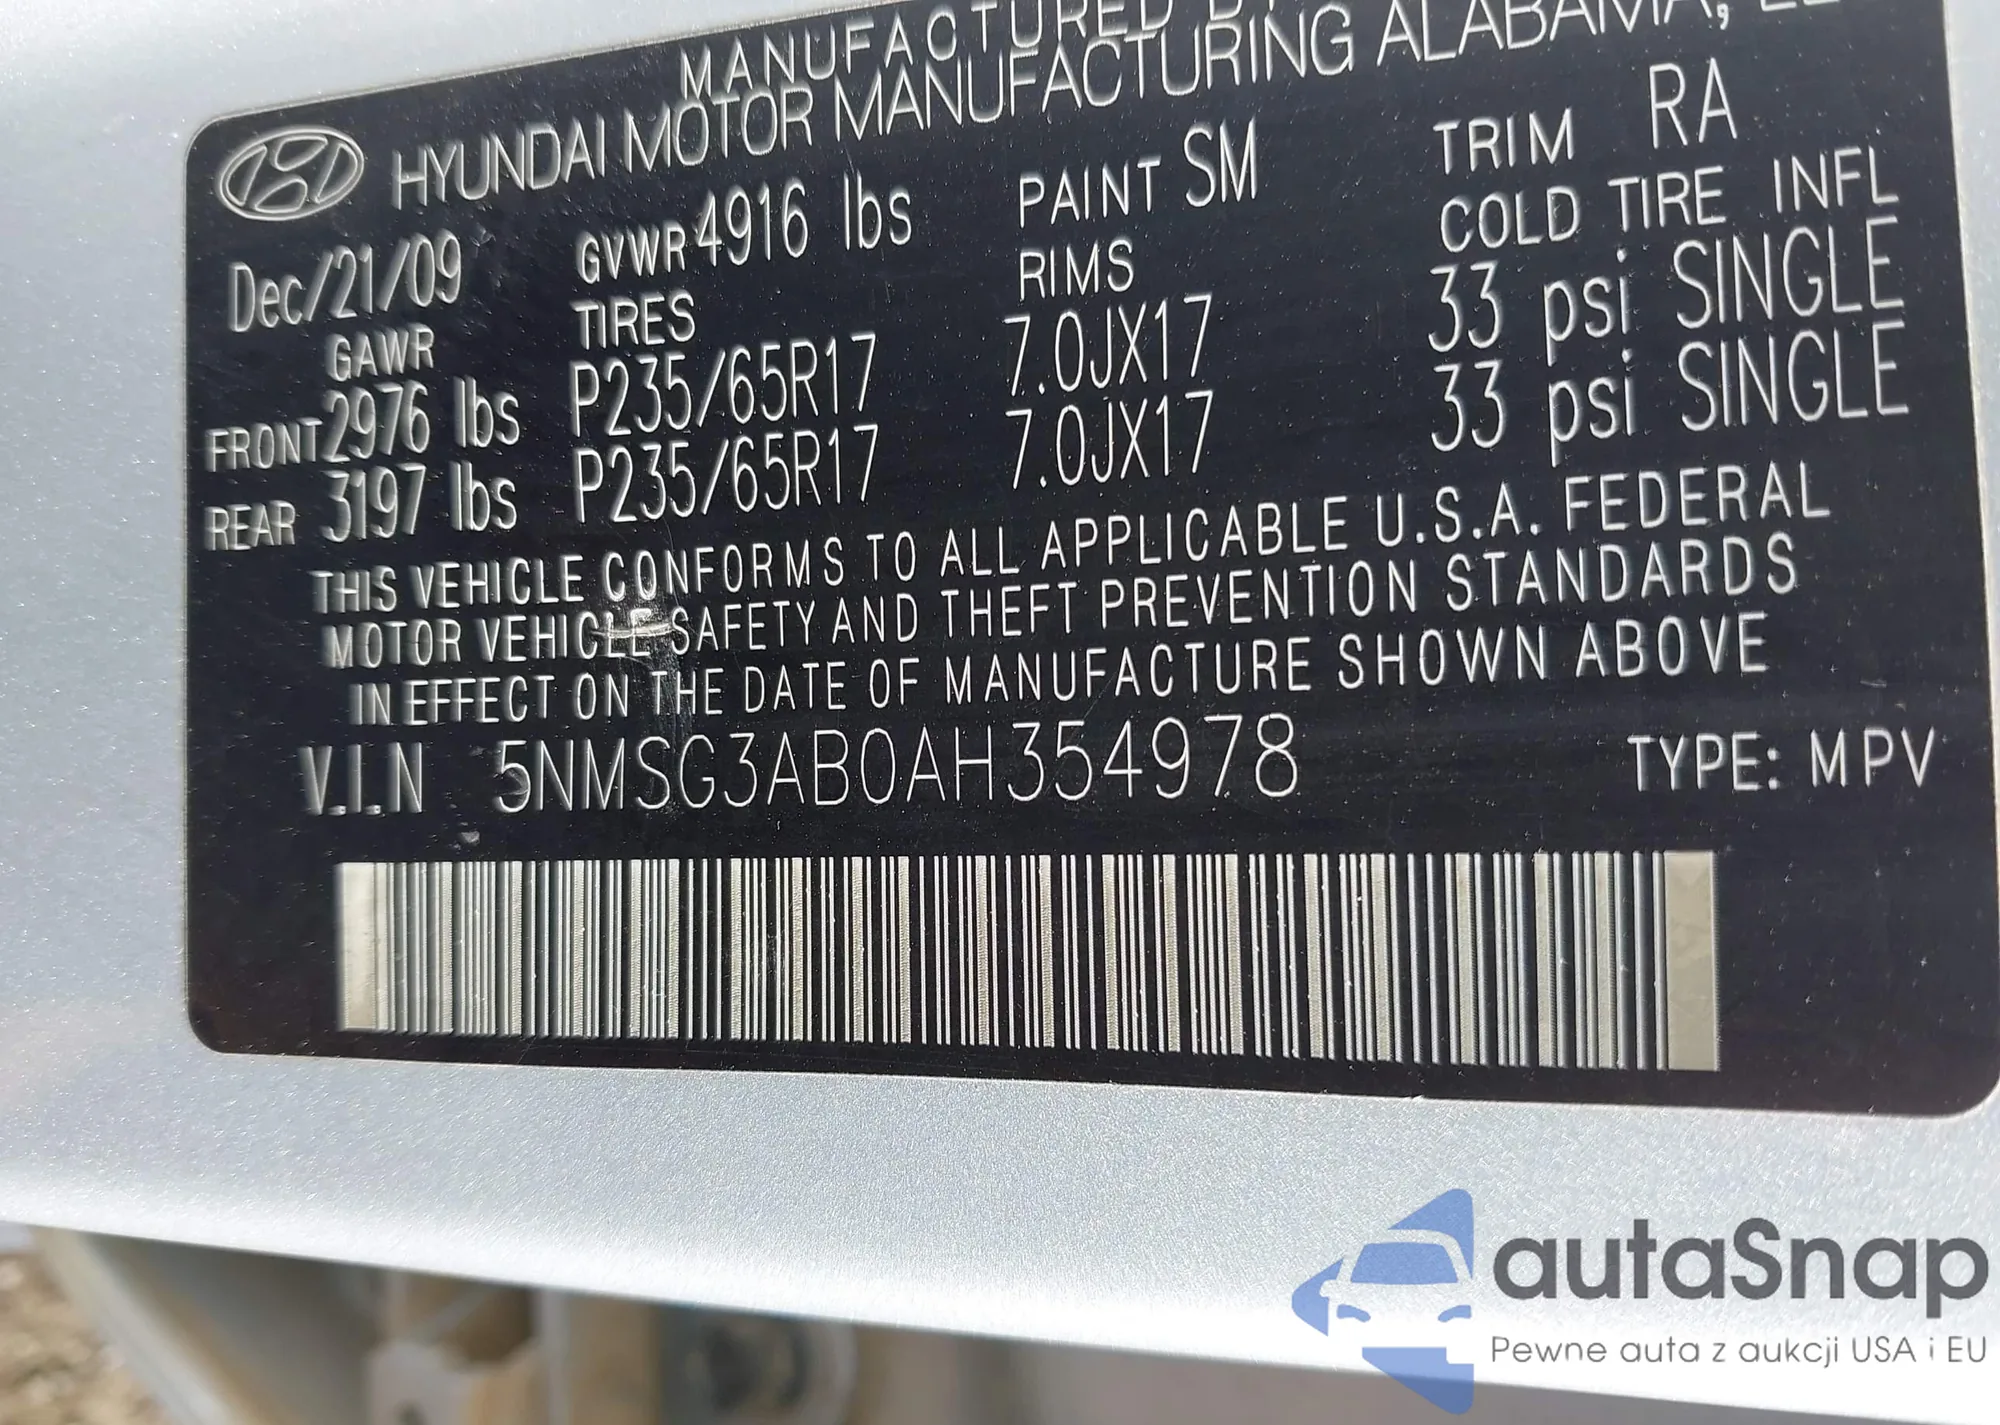 MANUFACTURED BY
HYUNDAI MOTOR MANUFACTURING ALABAMA,
Dec/21/09 GVWR 4916 lbs PAINT SM TRIM RA
GAWR TIRES RIMS COLD TIRE INFL
FRONT 2976 lbs P235/65R17 7.0JX17 33 psi SINGLE
REAR 3197 lbs P235/65R17 7.0JX17 33 psi SINGLE
THIS VEHICLE CONFORMS TO ALL APPLICABLE U.S.A. FEDERAL
MOTOR VEHICLE SAFETY AND THEFT PREVENTION STANDARDS
IN EFFECT ON THE DATE OF MANUFACTURE SHOWN ABOVE
V.I.N 5NMSG3AB0AH354978 TYPE: MPV
autaSnap
Pewne auta z aukcji USA i EU